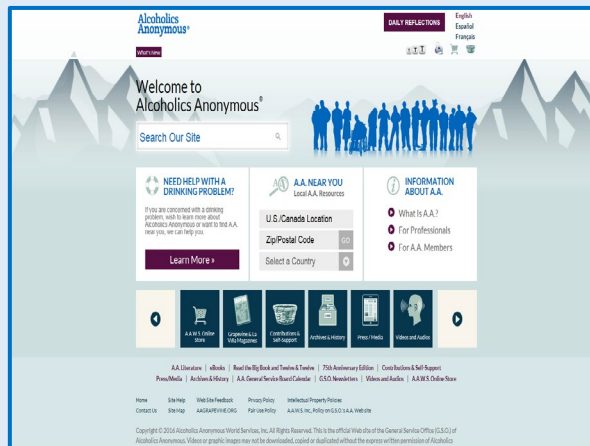 Alcoholics
Anonymous®
DAILY REFLECTIONS
English
Español
Français
What's new
T T T
Welcome to
Alcoholics Anonymous®
Search Our Site
NEED HELP WITH A
DRINKING PROBLEM?
If you are concerned with a drinking
problem, wish to learn more about
Alcoholics Anonymous or want to find A.A.
near you, we can help you.
Learn More »
A.A. NEAR YOU
Local A.A. Resources
U.S./Canada Location
Zip/Postal Code GO
Select a Country
INFORMATION
ABOUT A.A.
What Is A.A.?
For Professionals
For A.A. Members
A.A.W.S. Online
Store
Grapevine & La
Viña Magazines
Contributions &
Self-Support
Archives & History
Press / Media
Videos and Audios
A.A. Literature | eBooks | Read the Big Book and Twelve & Twelve | 75th Anniversary Edition | Contributions & Self-Support
Press/Media | Archives & History | A.A. General Service Board Calendar | G.S.O. Newsletters | Videos and Audios | A.A.W.S. Online Store
Home Site Help Web Site Feedback Privacy Policy Intellectual Property Policies
Contact Us Site Map AAGRAPEVINE.ORG Fair Use Policy A.A.W.S. Inc., Policy on G.S.O.'s A.A. Web site
Copyright © 2016 Alcoholics Anonymous World Services, Inc. All Rights Reserved. This is the official Web site of the General Service Office (G.S.O.) of
Alcoholics Anonymous. Videos or graphic images may not be downloaded, copied or duplicated without the express written permission of Alcoholics